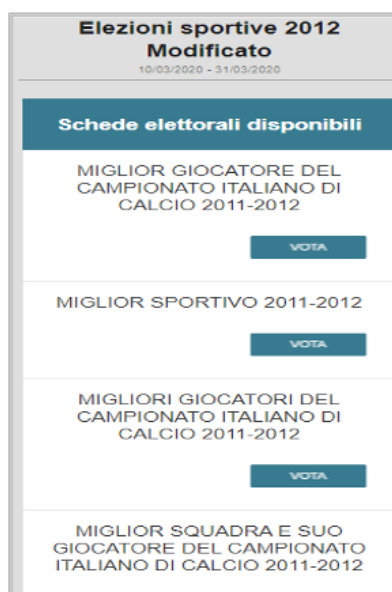 Elezioni sportive 2012
Modificato
10/03/2020 - 31/03/2020
Schede elettorali disponibili
MIGLIOR GIOCATORE DEL
CAMPIONATO ITALIANO DI
CALCIO 2011-2012
VOTA
MIGLIOR SPORTIVO 2011-2012
VOTA
MIGLIORI GIOCATORI DEL
CAMPIONATO ITALIANO DI
CALCIO 2011-2012
VOTA
MIGLIOR SQUADRA E SUO
GIOCATORE DEL CAMPIONATO
ITALIANO DI CALCIO 2011-2012